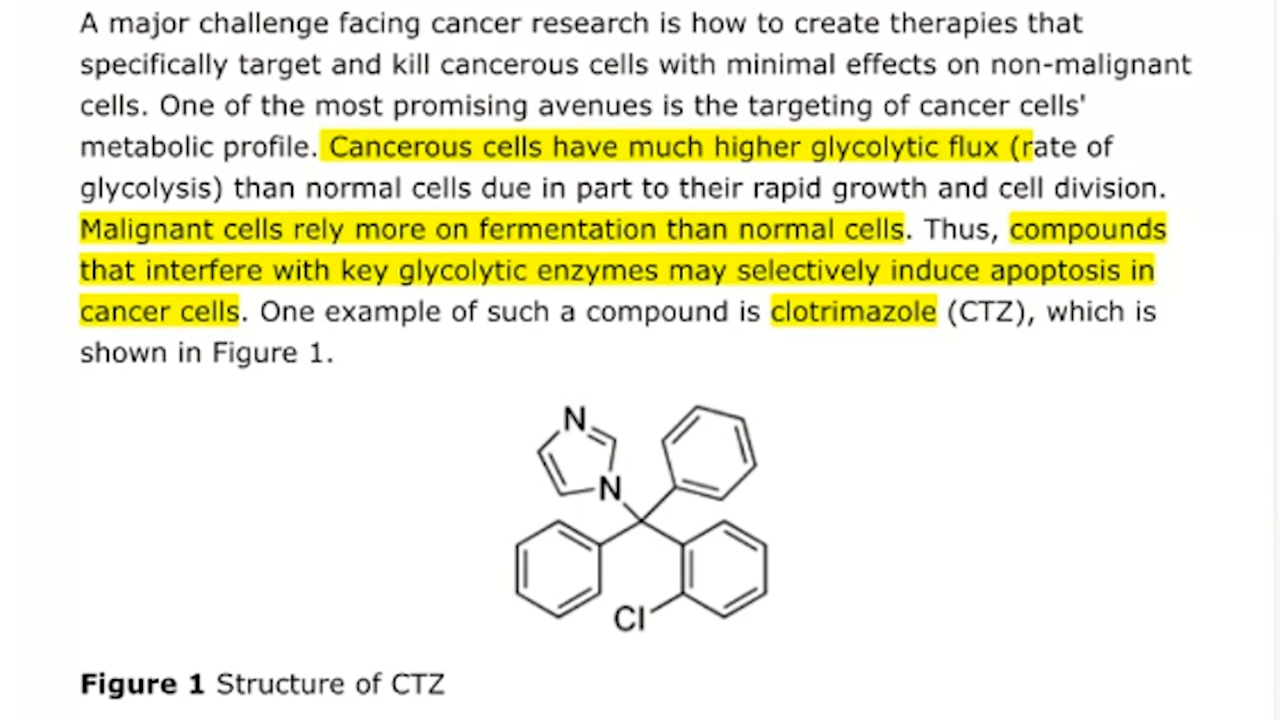 A major challenge facing cancer research is how to create therapies that
specifically target and kill cancerous cells with minimal effects on non-malignant
cells. One of the most promising avenues is the targeting of cancer cells'
metabolic profile. Cancerous cells have much higher glycolytic flux (rate of
glycolysis) than normal cells due in part to their rapid growth and cell division.
Malignant cells rely more on fermentation than normal cells. Thus, compounds
that interfere with key glycolytic enzymes may selectively induce apoptosis in
cancer cells. One example of such a compound is clotrimazole (CTZ), which is
shown in Figure 1.
N
N
Cl
Figure 1 Structure of CTZ